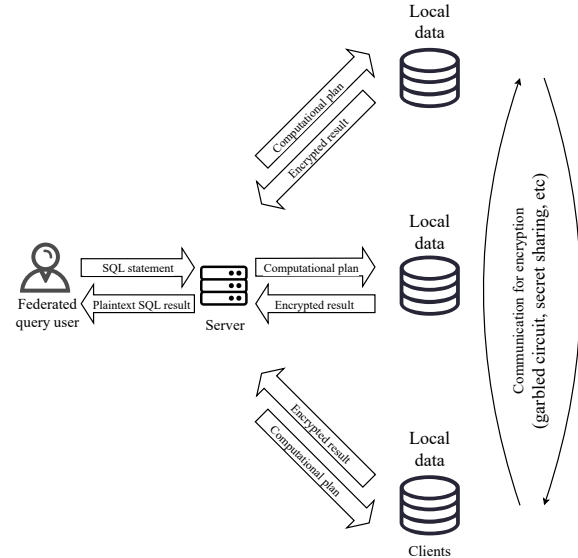 Local
data
Computational plan
Encrypted result
Local
data
SQL statement
Computational plan
Plaintext SQL result
Encrypted result
Federated
query user
Server
Communication for encryption
(garbled circuit, secret sharing, etc)
Encrypted result
Computational plan
Local
data
Clients